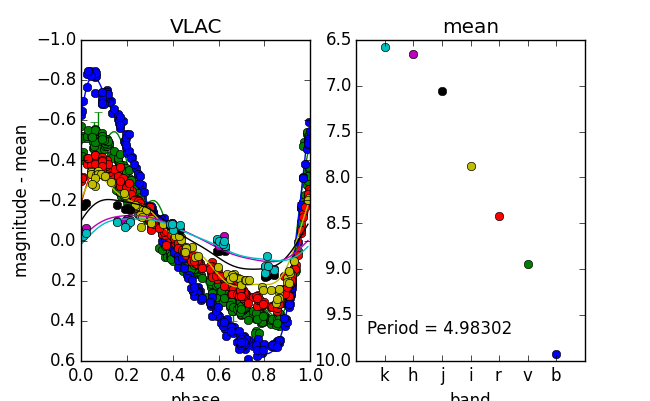 VLAC
mean
magnitude - mean
−1.0
−0.8
−0.6
−0.4
−0.2
0.0
0.2
0.4
0.6
0.0 0.2 0.4 0.6 0.8 1.0
phase
6.5
7.0
7.5
8.0
8.5
9.0
9.5
10.0
Period = 4.98302
k h j i r v b
band